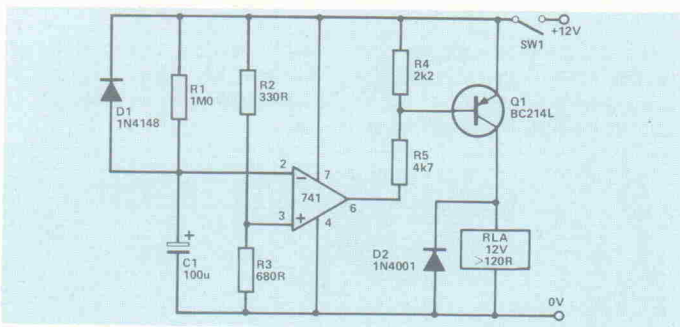 SW1
+12V
D1
1N4148
R1
1M0
R2
330R
R4
2k2
Q1
BC214L
R5
4k7
2
7
741
6
3
4
+
C1
100u
R3
680R
D2
1N4001
RLA
12V
>120R
0V